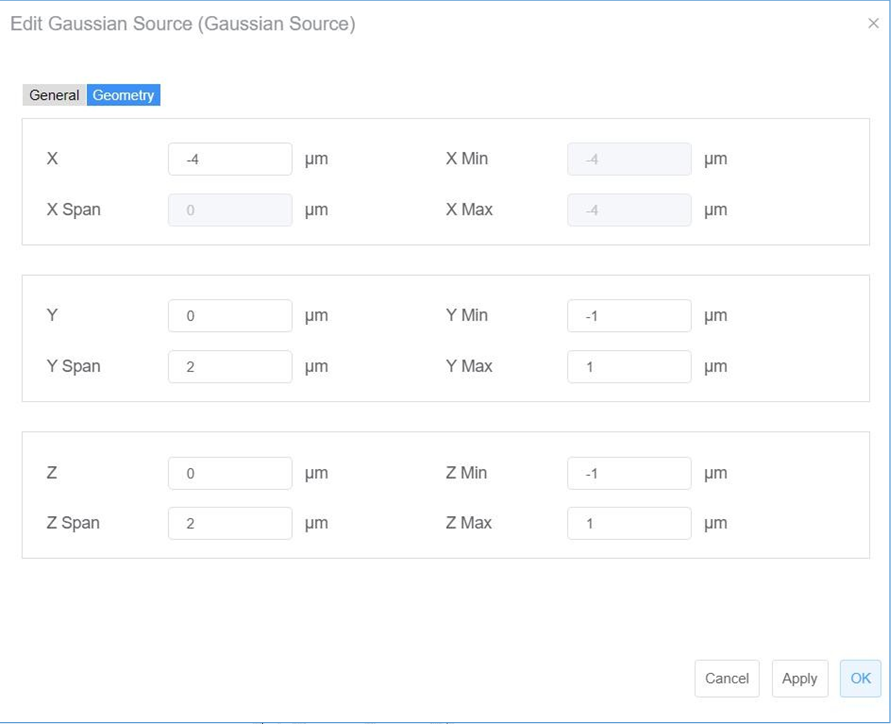 Edit Gaussian Source (Gaussian Source) ×
General Geometry
X -4 µm X Min -4 µm
X Span 0 µm X Max -4 µm
Y 0 µm Y Min -1 µm
Y Span 2 µm Y Max 1 µm
Z 0 µm Z Min -1 µm
Z Span 2 µm Z Max 1 µm
Cancel Apply OK